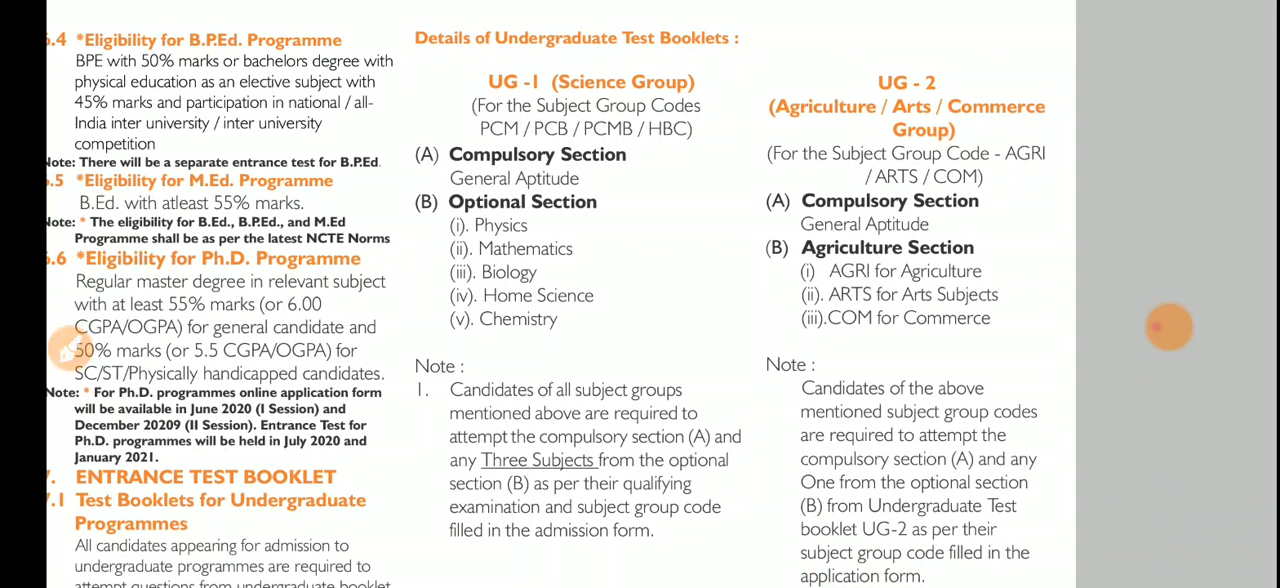 .4 *Eligibility for B.P.Ed. Programme
BPE with 50% marks or bachelors degree with
physical education as an elective subject with
45% marks and participation in national / all-
India inter university / inter university
competition
Note: There will be a separate entrance test for B.P.Ed.
.5 *Eligibility for M.Ed. Programme
B.Ed. with atleast 55% marks.
Note: * The eligibility for B.Ed., B.P.Ed., and M.Ed
Programme shall be as per the latest NCTE Norms
.6 *Eligibility for Ph.D. Programme
Regular master degree in relevant subject
with at least 55% marks (or 6.00
CGPA/OGPA) for general candidate and
50% marks (or 5.5 CGPA/OGPA) for
SC/ST/Physically handicapped candidates.
Note: * For Ph.D. programmes online application form
will be available in June 2020 (I Session) and
December 20209 (II Session). Entrance Test for
Ph.D. programmes will be held in July 2020 and
January 2021.
. ENTRANCE TEST BOOKLET
.1 Test Booklets for Undergraduate
Programmes
All candidates appearing for admission to
undergraduate programmes are required to
attempt questions from undergraduate booklet
Details of Undergraduate Test Booklets :
UG -I (Science Group)
(For the Subject Group Codes
PCM / PCB / PCMB / HBC)
(A) Compulsory Section
General Aptitude
(B) Optional Section
(i). Physics
(ii). Mathematics
(iii). Biology
(iv). Home Science
(v). Chemistry
Note :
1. Candidates of all subject groups
mentioned above are required to
attempt the compulsory section (A) and
any Three Subjects from the optional
section (B) as per their qualifying
examination and subject group code
filled in the admission form.
UG - 2
(Agriculture / Arts / Commerce
Group)
(For the Subject Group Code - AGRI
/ ARTS / COM)
(A) Compulsory Section
General Aptitude
(B) Agriculture Section
(i) AGRI for Agriculture
(ii). ARTS for Arts Subjects
(iii).COM for Commerce
Note :
Candidates of the above
mentioned subject group codes
are required to attempt the
compulsory section (A) and any
One from the optional section
(B) from Undergraduate Test
booklet UG-2 as per their
subject group code filled in the
application form.